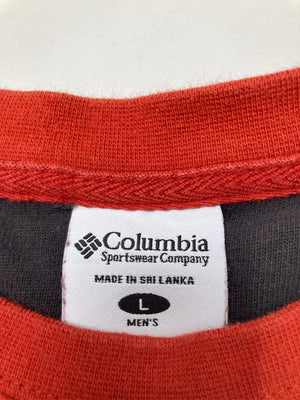 Columbia
Sportswear Company
MADE IN SRI LANKA
L
MEN'S